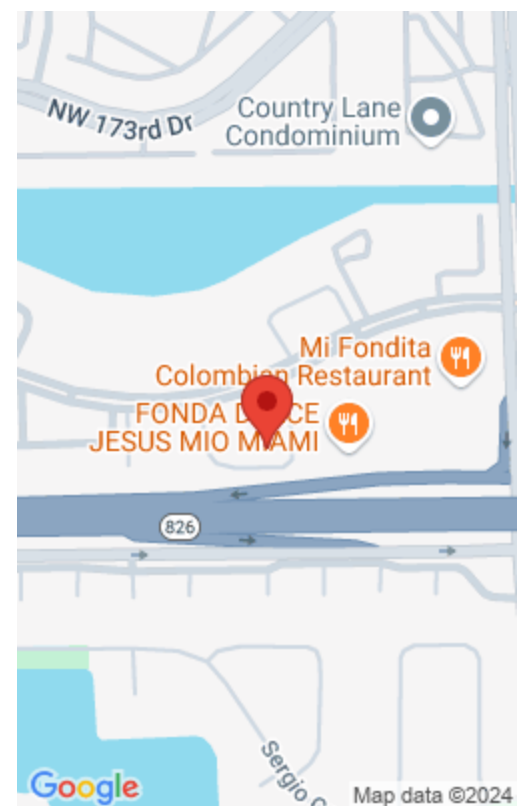 NW 173rd Dr
Country Lane
Condominium
Mi Fondita
Colombian Restaurant
FONDA CE
JESUS MIO MIAMI
826
Sergio
Google
Map data ©2024